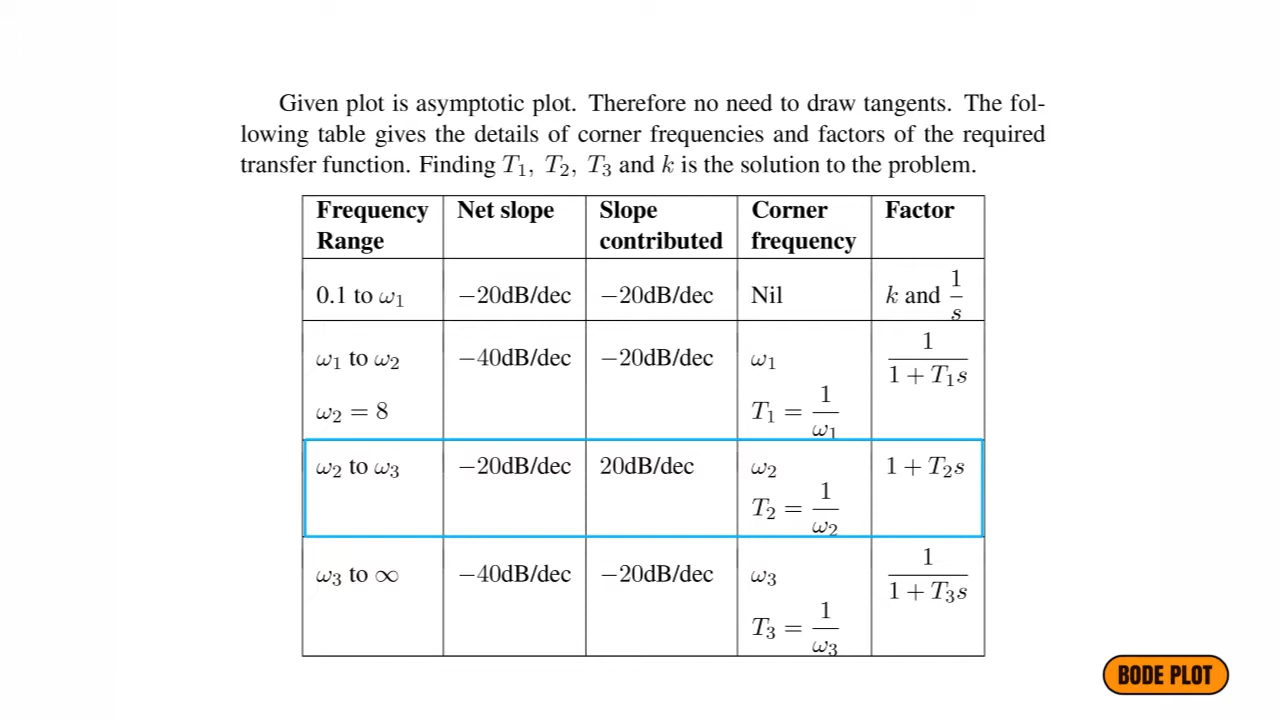 Given plot is asymptotic plot. Therefore no need to draw tangents. The fol-
lowing table gives the details of corner frequencies and factors of the required
transfer function. Finding T₁, T₂, T₃ and k is the solution to the problem.
Frequency Range | Net slope | Slope contributed | Corner frequency | Factor
0.1 to ω₁ | −20dB/dec | −20dB/dec | Nil | k and 1/s
ω₁ to ω₂ | −40dB/dec | −20dB/dec | ω₁ | 1/(1 + T₁s)
ω₂ = 8 | T₁ = 1/ω₁
ω₂ to ω₃ | −20dB/dec | 20dB/dec | ω₂ | 1 + T₂s
T₂ = 1/ω₂
ω₃ to ∞ | −40dB/dec | −20dB/dec | ω₃ | 1/(1 + T₃s)
T₃ = 1/ω₃
BODE PLOT